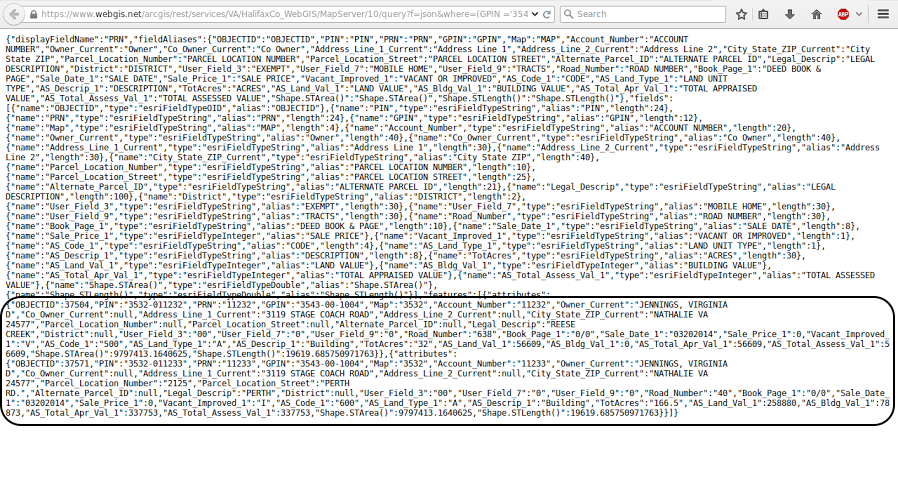 https://www.webgis.net/arcgis/rest/services/VA/HalifaxCo_WebGIS/MapServer/10/query?f=json&where=(GPIN ='354
Search
ABP
{"displayFieldName":"PRN","fieldAliases":{"OBJECTID":"OBJECTID","PIN":"PIN","PRN":"PRN","GPIN":"GPIN","Map":"MAP","Account_Number":"ACCOUNT
NUMBER","Owner_Current":"Owner","Co_Owner_Current":"Co Owner","Address_Line_1_Current":"Address Line 1","Address_Line_2_Current":"Address Line 2","City_State_ZIP_Current":"City
State ZIP","Parcel_Location_Number":"PARCEL LOCATION NUMBER","Parcel_Location_Street":"PARCEL LOCATION STREET","Alternate_Parcel_ID":"ALTERNATE PARCEL ID","Legal_Descrip":"LEGAL
DESCRIPTION","District":"DISTRICT","User_Field_3":"EXEMPT","User_Field_7":"MOBILE HOME","User_Field_9":"TRACTS","Road_Number":"ROAD NUMBER","Book_Page_1":"DEED BOOK &
PAGE","Sale_Date_1":"SALE DATE","Sale_Price_1":"SALE PRICE","Vacant_Improved_1":"VACANT OR IMPROVED","AS_Code_1":"CODE","AS_Land_Type_1":"LAND UNIT
TYPE","AS_Descrip_1":"DESCRIPTION","TotAcres":"ACRES","AS_Land_Val_1":"LAND VALUE","AS_Bldg_Val_1":"BUILDING VALUE","AS_Total_Apr_Val_1":"TOTAL APPRAISED
VALUE","AS_Total_Assess_Val_1":"TOTAL ASSESSED VALUE","Shape.STArea()":"Shape.STArea()","Shape.STLength()":"Shape.STLength()"},"fields":
[{"name":"OBJECTID","type":"esriFieldTypeOID","alias":"OBJECTID"},{"name":"PIN","type":"esriFieldTypeString","alias":"PIN","length":24},
{"name":"PRN","type":"esriFieldTypeString","alias":"PRN","length":24},{"name":"GPIN","type":"esriFieldTypeString","alias":"GPIN","length":12},
{"name":"Map","type":"esriFieldTypeString","alias":"MAP","length":4},{"name":"Account_Number","type":"esriFieldTypeString","alias":"ACCOUNT NUMBER","length":20},
{"name":"Owner_Current","type":"esriFieldTypeString","alias":"Owner","length":40},{"name":"Co_Owner_Current","type":"esriFieldTypeString","alias":"Co Owner","length":40},
{"name":"Address_Line_1_Current","type":"esriFieldTypeString","alias":"Address Line 1","length":30},{"name":"Address_Line_2_Current","type":"esriFieldTypeString","alias":"Address
Line 2","length":30},{"name":"City_State_ZIP_Current","type":"esriFieldTypeString","alias":"City State ZIP","length":40},
{"name":"Parcel_Location_Number","type":"esriFieldTypeString","alias":"PARCEL LOCATION NUMBER","length":10},
{"name":"Parcel_Location_Street","type":"esriFieldTypeString","alias":"PARCEL LOCATION STREET","length":25},
{"name":"Alternate_Parcel_ID","type":"esriFieldTypeString","alias":"ALTERNATE PARCEL ID","length":21},{"name":"Legal_Descrip","type":"esriFieldTypeString","alias":"LEGAL
DESCRIPTION","length":100},{"name":"District","type":"esriFieldTypeString","alias":"DISTRICT","length":2},
{"name":"User_Field_3","type":"esriFieldTypeString","alias":"EXEMPT","length":30},{"name":"User_Field_7","type":"esriFieldTypeString","alias":"MOBILE HOME","length":30},
{"name":"User_Field_9","type":"esriFieldTypeString","alias":"TRACTS","length":30},{"name":"Road_Number","type":"esriFieldTypeString","alias":"ROAD NUMBER","length":30},
{"name":"Book_Page_1","type":"esriFieldTypeString","alias":"DEED BOOK & PAGE","length":10},{"name":"Sale_Date_1","type":"esriFieldTypeString","alias":"SALE DATE","length":8},
{"name":"Sale_Price_1","type":"esriFieldTypeInteger","alias":"SALE PRICE"},{"name":"Vacant_Improved_1","type":"esriFieldTypeString","alias":"VACANT OR IMPROVED","length":1},
{"name":"AS_Code_1","type":"esriFieldTypeString","alias":"CODE","length":4},{"name":"AS_Land_Type_1","type":"esriFieldTypeString","alias":"LAND UNIT TYPE","length":1},
{"name":"AS_Descrip_1","type":"esriFieldTypeString","alias":"DESCRIPTION","length":8},{"name":"TotAcres","type":"esriFieldTypeString","alias":"ACRES","length":30},
{"name":"AS_Land_Val_1","type":"esriFieldTypeInteger","alias":"LAND VALUE"},{"name":"AS_Bldg_Val_1","type":"esriFieldTypeInteger","alias":"BUILDING VALUE"},
{"name":"AS_Total_Apr_Val_1","type":"esriFieldTypeInteger","alias":"TOTAL APPRAISED VALUE"},{"name":"AS_Total_Assess_Val_1","type":"esriFieldTypeInteger","alias":"TOTAL ASSESSED
VALUE"},{"name":"Shape.STArea()","type":"esriFieldTypeDouble","alias":"Shape.STArea()"},
{"name":"Shape.STLength()","type":"esriFieldTypeDouble","alias":"Shape.STLength()"}],"features":[{"attributes":
{"OBJECTID":37504,"PIN":"3532-011232","PRN":"11232","GPIN":"3543-00-1004","Map":"3532","Account_Number":"11232","Owner_Current":"JENNINGS, VIRGINIA
D","Co_Owner_Current":null,"Address_Line_1_Current":"3119 STAGE COACH ROAD","Address_Line_2_Current":null,"City_State_ZIP_Current":"NATHALIE VA
24577","Parcel_Location_Number":null,"Parcel_Location_Street":null,"Alternate_Parcel_ID":null,"Legal_Descrip":"REESE
CREEK","District":null,"User_Field_3":"00","User_Field_7":"0","User_Field_9":"0","Road_Number":"638","Book_Page_1":"0/0","Sale_Date_1":"03202014","Sale_Price_1":0,"Vacant_Improved_
1":"V","AS_Code_1":"500","AS_Land_Type_1":"A","AS_Descrip_1":"Building","TotAcres":"32","AS_Land_Val_1":56609,"AS_Bldg_Val_1":0,"AS_Total_Apr_Val_1":56609,"AS_Total_Assess_Val_1":5
6609,"Shape.STArea()":9797413.1640625,"Shape.STLength()":19619.685750971763}},{"attributes":
{"OBJECTID":37571,"PIN":"3532-011233","PRN":"11233","GPIN":"3543-00-1004","Map":"3532","Account_Number":"11233","Owner_Current":"JENNINGS, VIRGINIA
D","Co_Owner_Current":null,"Address_Line_1_Current":"3119 STAGE COACH ROAD","Address_Line_2_Current":null,"City_State_ZIP_Current":"NATHALIE VA
24577","Parcel_Location_Number":"2125","Parcel_Location_Street":"PERTH
RD.","Alternate_Parcel_ID":null,"Legal_Descrip":"PERTH","District":null,"User_Field_3":"00","User_Field_7":"0","User_Field_9":"0","Road_Number":"40","Book_Page_1":"0/0","Sale_Date_
1":"03202014","Sale_Price_1":0,"Vacant_Improved_1":"I","AS_Code_1":"600","AS_Land_Type_1":"A","AS_Descrip_1":"Building","TotAcres":"166.5","AS_Land_Val_1":258880,"AS_Bldg_Val_1":78
873,"AS_Total_Apr_Val_1":337753,"AS_Total_Assess_Val_1":337753,"Shape.STArea()":9797413.1640625,"Shape.STLength()":19619.685750971763}}]}